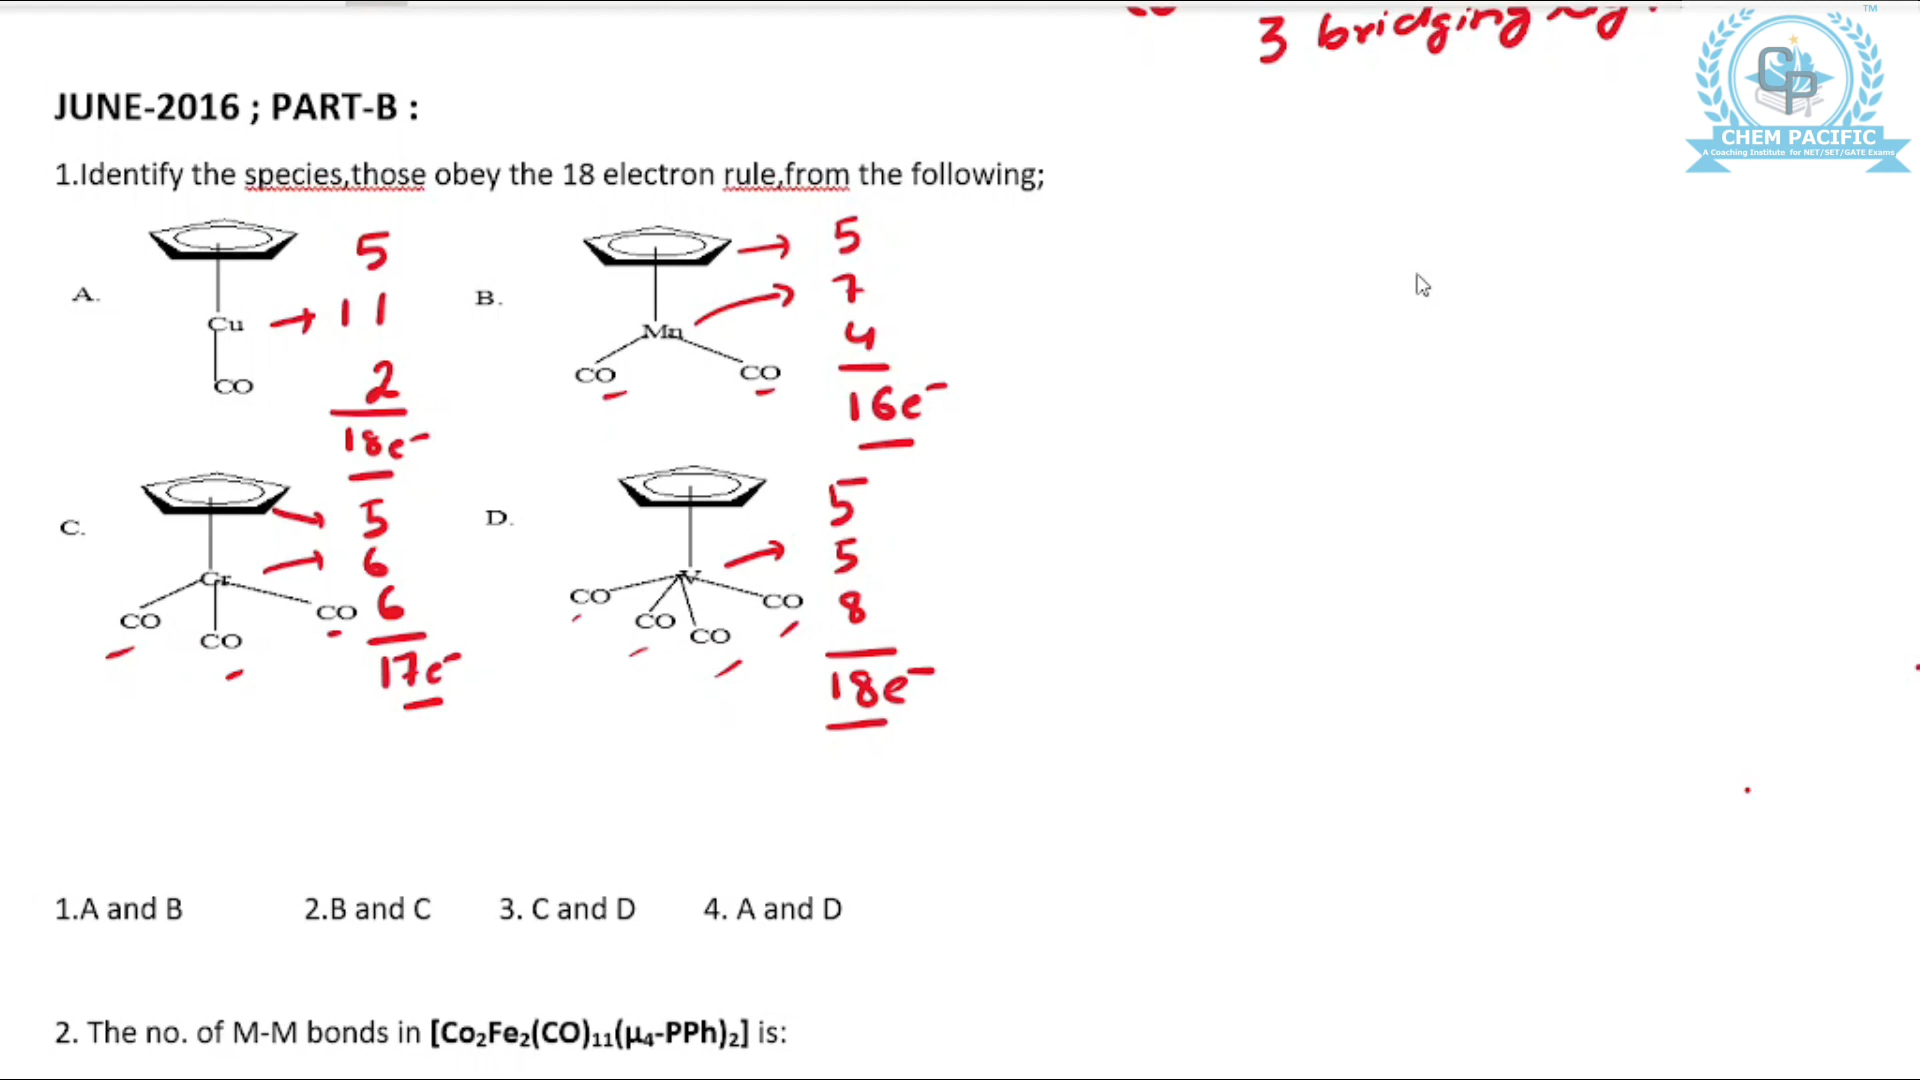 3 bridging
TM
CP
CHEM PACIFIC
A Coaching Institute for NET/SET/GATE Exams
JUNE-2016 ; PART-B :
1.Identify the species,those obey the 18 electron rule,from the following;
A.
Cu
CO
5
11
2
18e⁻
B.
Mn
CO CO
5
7
4
16e⁻
C.
Cr
CO CO CO
5
6
6
17e⁻
D.
V
CO CO CO CO
5
5
8
18e⁻
1.A and B 2.B and C 3. C and D 4. A and D
2. The no. of M-M bonds in [Co₂Fe₂(CO)₁₁(μ₄-PPh)₂] is: